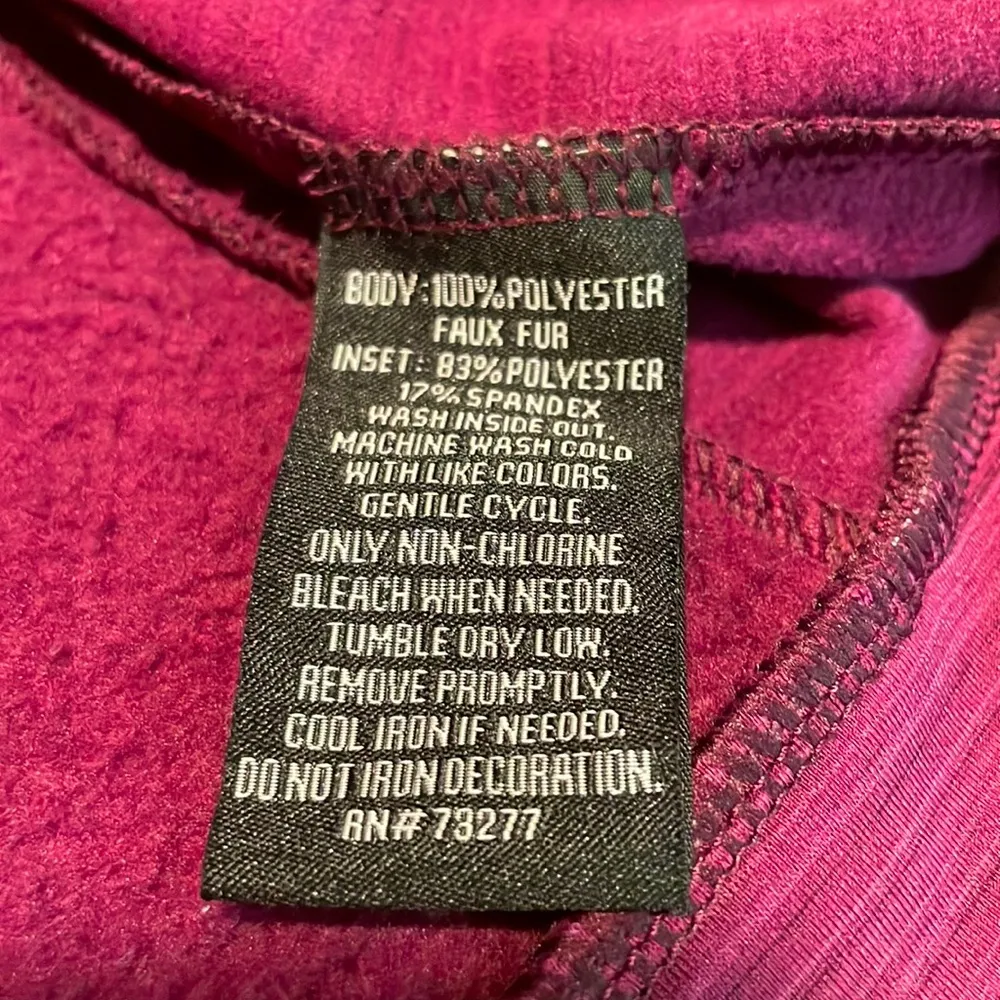 BODY:100%POLYESTER
FAUX FUR
INSET: 83%POLYESTER
17%SPANDEX
WASH INSIDE OUT.
MACHINE WASH COLD
WITH LIKE COLORS.
GENTLE CYCLE.
ONLY NON-CHLORINE
BLEACH WHEN NEEDED.
TUMBLE DRY LOW.
REMOVE PROMPTLY.
COOL IRON IF NEEDED.
DO NOT IRON DECORATION.
RN# 73277